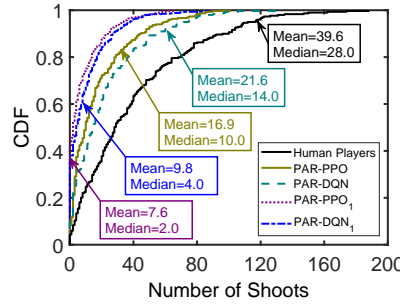 CDF
1
0.8
0.6
0.4
0.2
0
Mean=39.6
Median=28.0
Mean=21.6
Median=14.0
Mean=16.9
Median=10.0
Mean=9.8
Median=4.0
Mean=7.6
Median=2.0
Human Players
PAR-PPO
PAR-DQN
PAR-PPO₁
PAR-DQN₁
0 40 80 120 160 200
Number of Shoots